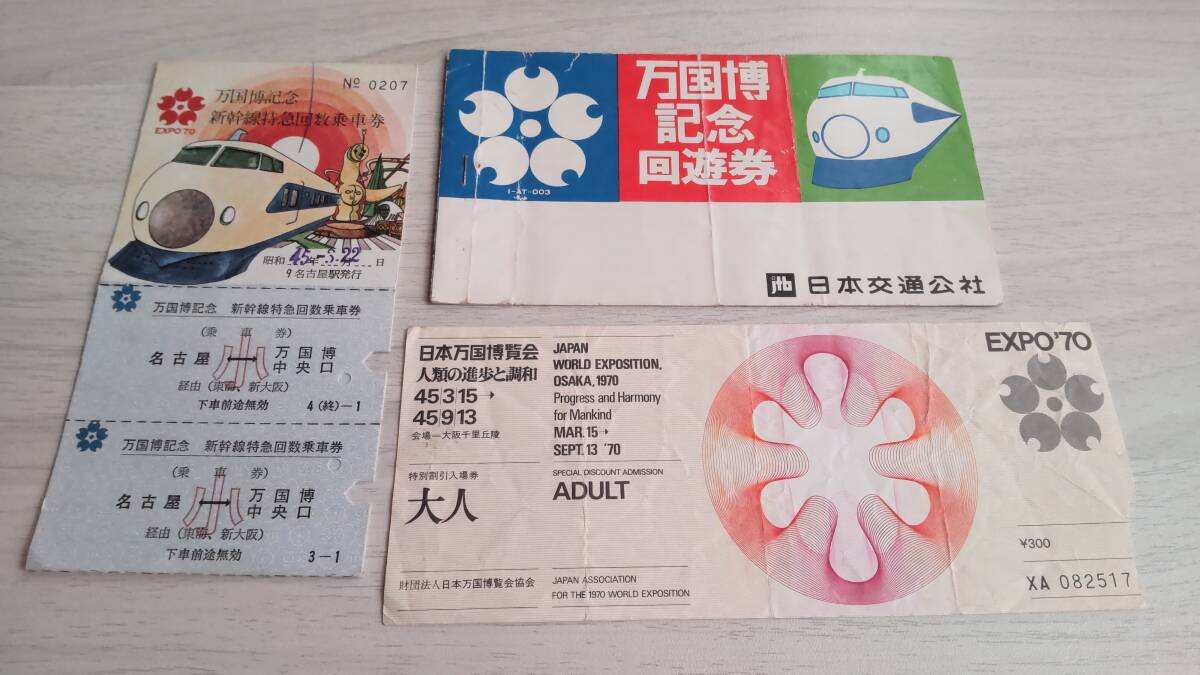 № 0207
万国博記念
新幹線特急回数乗車券
EXPO'70
昭和45年-3.22日
9名古屋駅発行
万国博記念 新幹線特急回数乗車券
(乗車券)
名古屋 ↔ 万国博中央口
経由(東海、新大阪)
下車前途無効 4(終)-1
万国博記念 新幹線特急回数乗車券
(乗車券)
名古屋 ↔ 万国博中央口
経由(東海、新大阪)
下車前途無効 3-1
万国博
記念
回遊券
I-AT-003
jtb 日本交通公社
日本万国博覧会
人類の進歩と調和
45/3/15→
45/9/13
会場—大阪千里丘陵
特別割引入場券
大人
財団法人日本万国博覧会協会
JAPAN
WORLD EXPOSITION,
OSAKA, 1970
Progress and Harmony
for Mankind
MAR. 15→
SEPT. 13 '70
SPECIAL DISCOUNT ADMISSION
ADULT
JAPAN ASSOCIATION
FOR THE 1970 WORLD EXPOSITION
EXPO'70
¥300
XA 082517